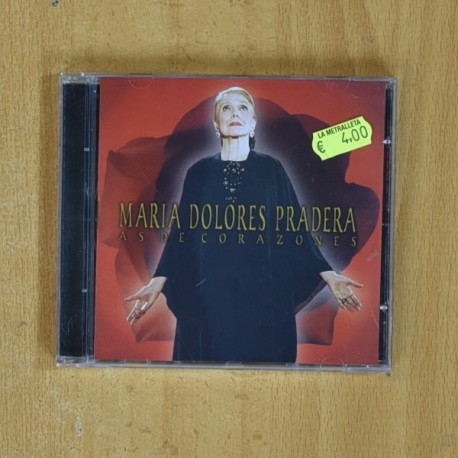 LA METRALLETA
€ 4,00
MARIA DOLORES PRADERA
AS DE CORAZONES